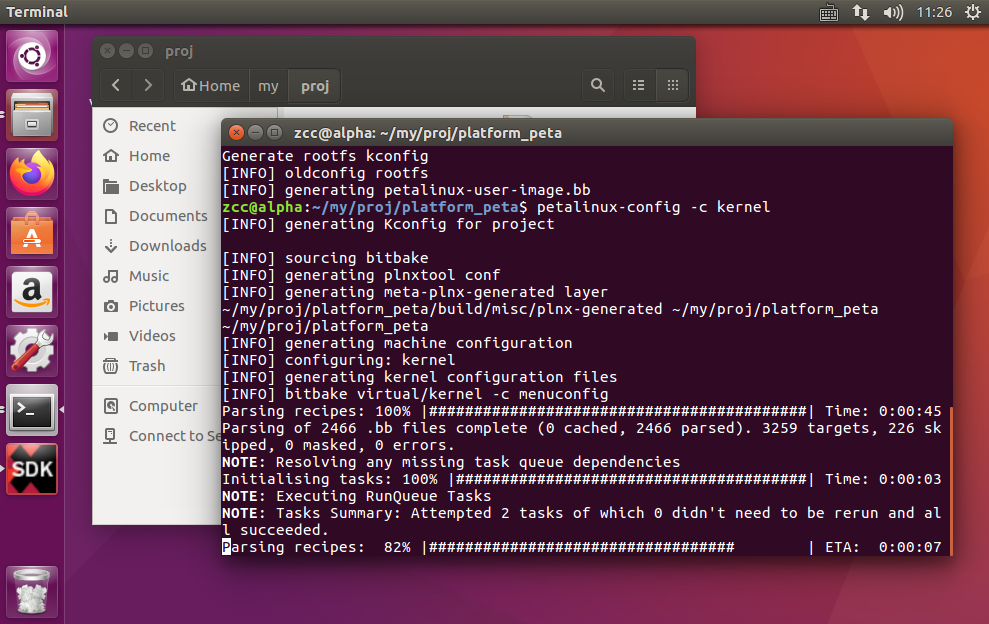 Terminal
11:26
proj
Home
my
proj
Recent
Home
Desktop
Documents
Downloads
Music
Pictures
Videos
Trash
Computer
Connect to Se
a
>_
SDK
zcc@alpha: ~/my/proj/platform_peta
Generate rootfs kconfig
[INFO] oldconfig rootfs
[INFO] generating petalinux-user-image.bb
zcc@alpha:~/my/proj/platform_peta$ petalinux-config -c kernel
[INFO] generating Kconfig for project
[INFO] sourcing bitbake
[INFO] generating plnxtool conf
[INFO] generating meta-plnx-generated layer
~/my/proj/platform_peta/build/misc/plnx-generated ~/my/proj/platform_peta
~/my/proj/platform_peta
[INFO] generating machine configuration
[INFO] configuring: kernel
[INFO] generating kernel configuration files
[INFO] bitbake virtual/kernel -c menuconfig
Parsing recipes: 100% |##########################################| Time: 0:00:45
Parsing of 2466 .bb files complete (0 cached, 2466 parsed). 3259 targets, 226 sk
ipped, 0 masked, 0 errors.
NOTE: Resolving any missing task queue dependencies
Initialising tasks: 100% |#######################################| Time: 0:00:03
NOTE: Executing RunQueue Tasks
NOTE: Tasks Summary: Attempted 2 tasks of which 0 didn't need to be rerun and al
l succeeded.
Parsing recipes:  82% |##################################        | ETA:  0:00:07